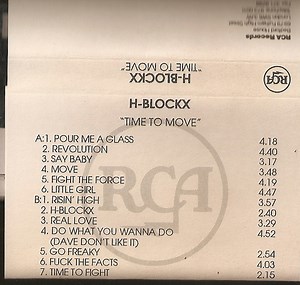 RCA Records
"TIME TO MOVE"
H-BLOCKX
RCA
H-BLOCKX
"TIME TO MOVE"
A:1. POUR ME A GLASS 4.18
2. REVOLUTION 4.40
3. SAY BABY 3.17
4. MOVE 3.48
5. FIGHT THE FORCE 4.19
6. LITTLE GIRL 4.47
B:1. RISIN' HIGH 3.57
2. H-BLOCKX 2.40
3. REAL LOVE 3.29
4. DO WHAT YOU WANNA DO 4.52
(DAVE DON'T LIKE IT)
5. GO FREAKY 2.54
6. FUCK THE FACTS 4.03
7. TIME TO FIGHT 2.15
RCA